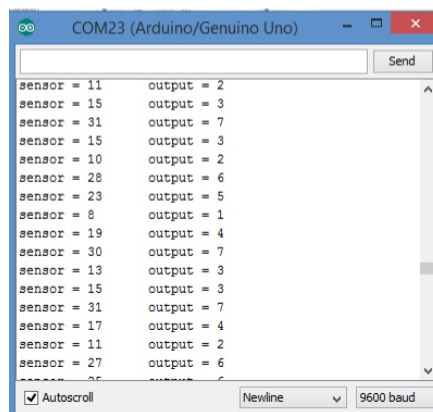 COM23 (Arduino/Genuino Uno)
Send
sensor = 11 output = 2
sensor = 15 output = 3
sensor = 31 output = 7
sensor = 15 output = 3
sensor = 10 output = 2
sensor = 28 output = 6
sensor = 23 output = 5
sensor = 8 output = 1
sensor = 19 output = 4
sensor = 30 output = 7
sensor = 13 output = 3
sensor = 15 output = 3
sensor = 31 output = 7
sensor = 17 output = 4
sensor = 11 output = 2
sensor = 27 output = 6
Autoscroll Newline 9600 baud